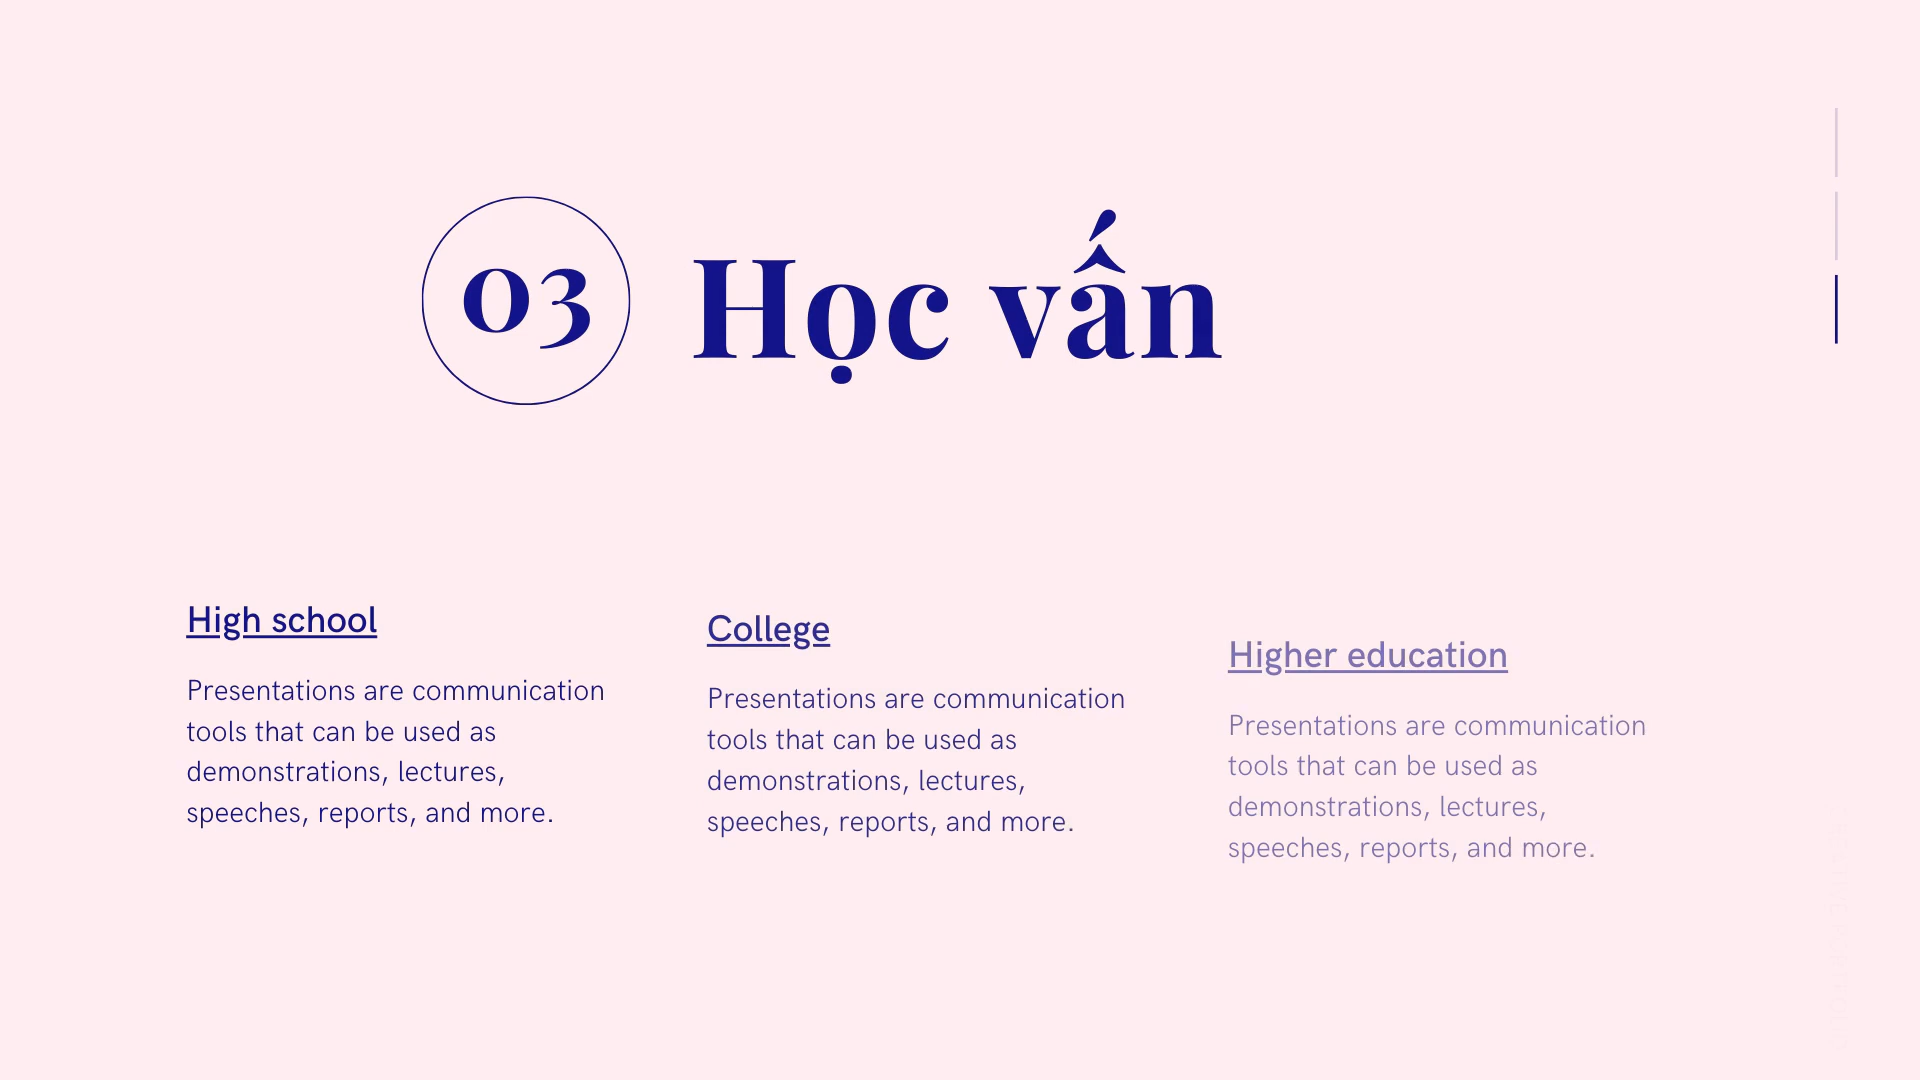 03
Học vấn
High school
Presentations are communication
tools that can be used as
demonstrations, lectures,
speeches, reports, and more.
College
Presentations are communication
tools that can be used as
demonstrations, lectures,
speeches, reports, and more.
Higher education
Presentations are communication
tools that can be used as
demonstrations, lectures,
speeches, reports, and more.